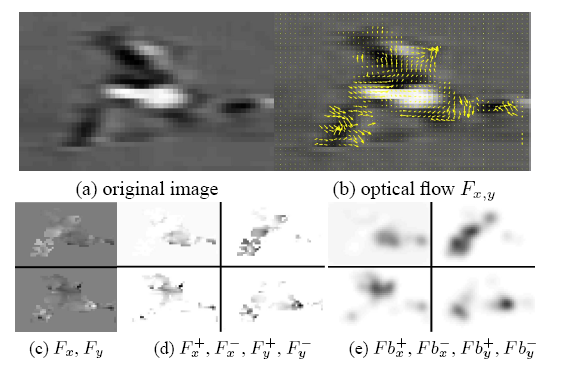 (a) original image (b) optical flow $F_{x,y}$
(c) $F_x, F_y$ (d) $F_x^+, F_x^-, F_y^+, F_y^-$ (e) $Fb_x^+, Fb_x^-, Fb_y^+, Fb_y^-$